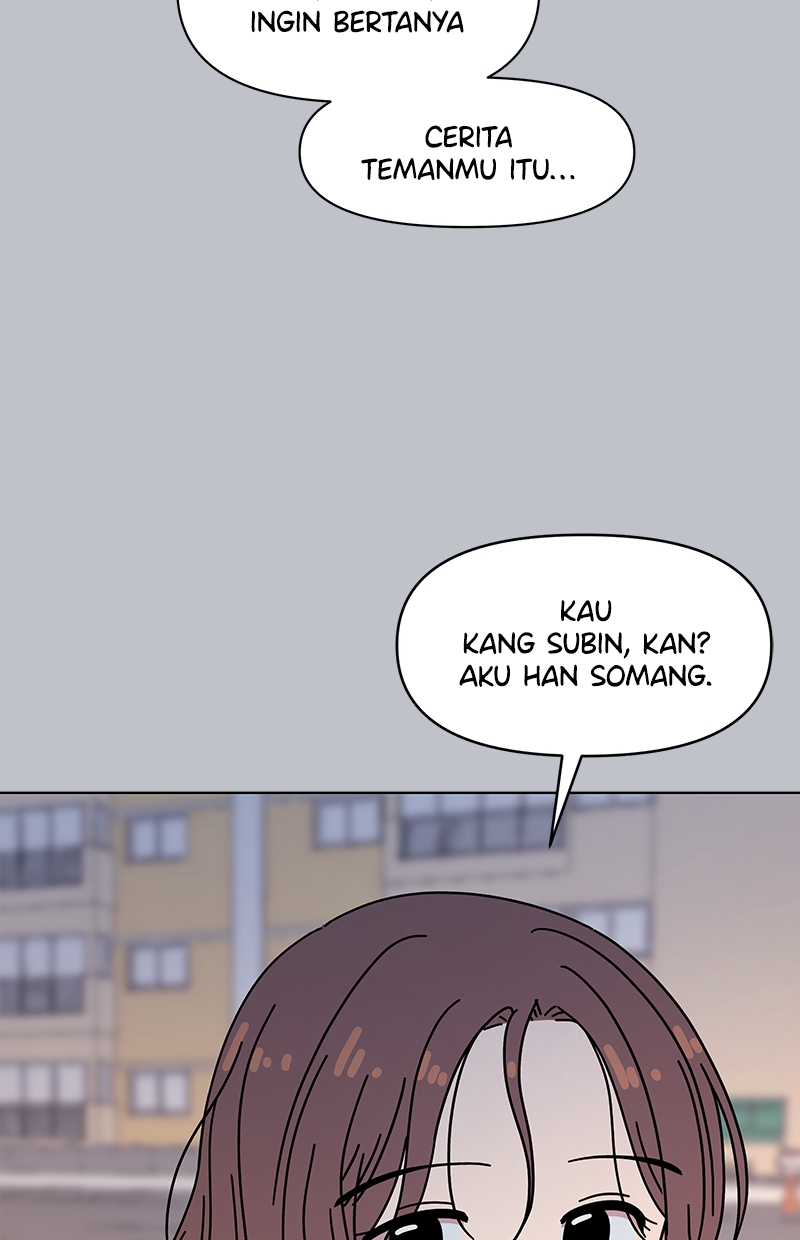 INGIN BERTANYA
CERITA
TEMANMU ITU...
KAU
KANG SUBIN, KAN?
AKU HAN SOMANG.